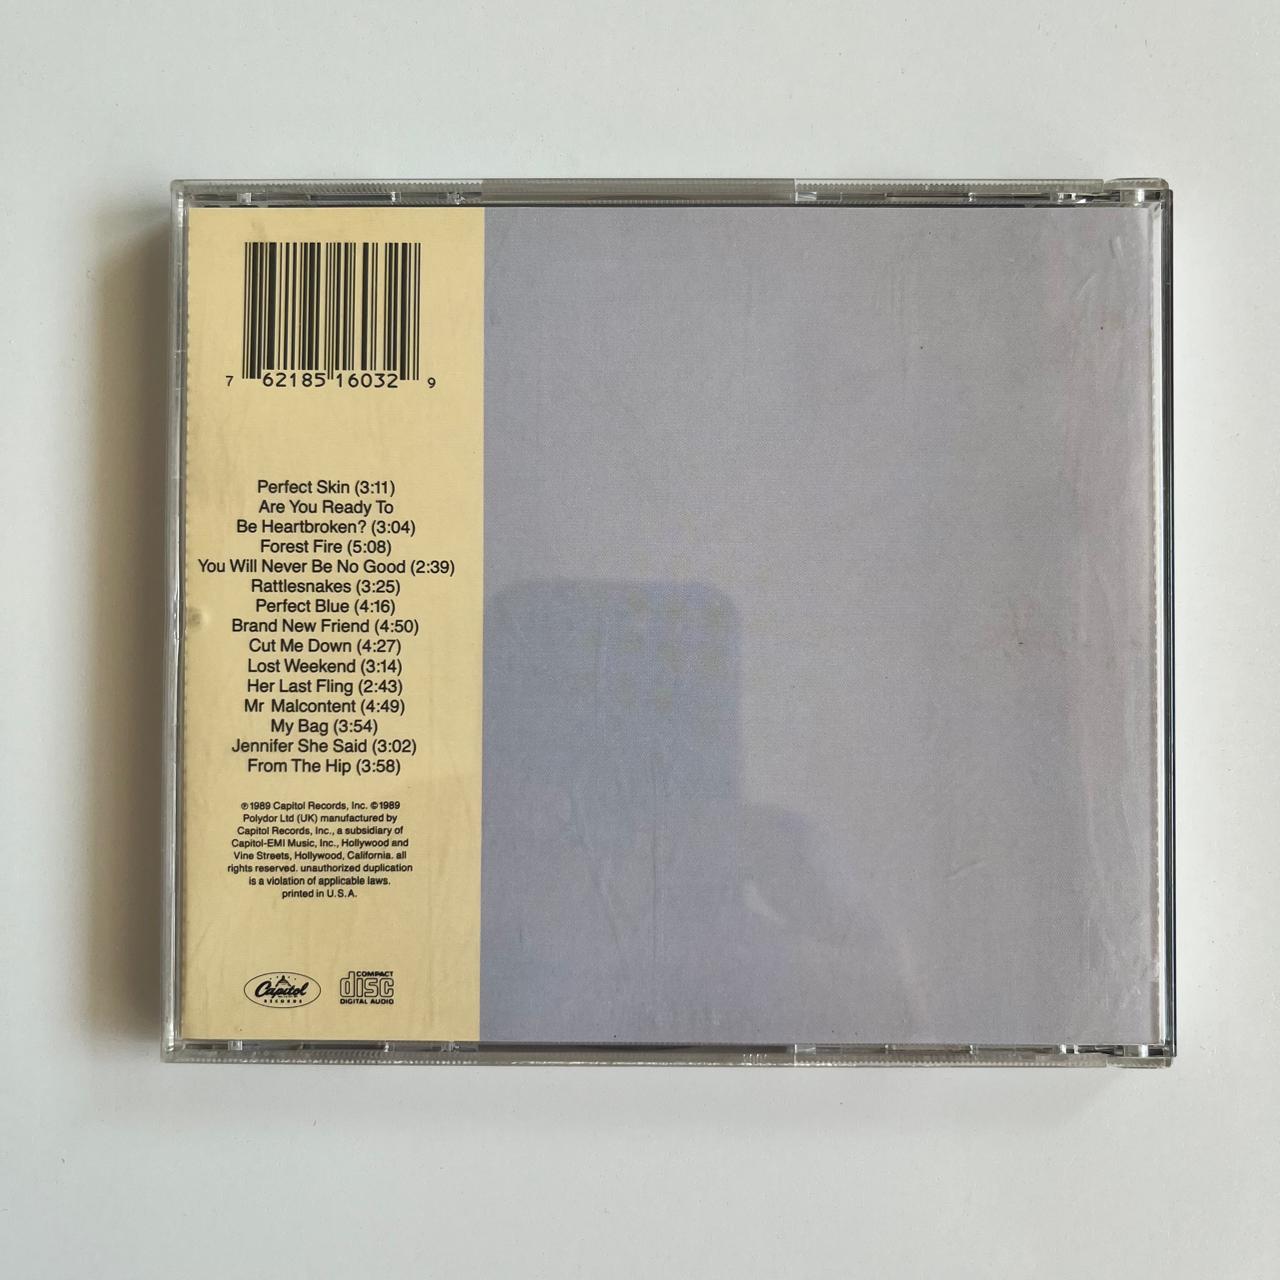 7 62185 16032 9
Perfect Skin (3:11)
Are You Ready To
Be Heartbroken? (3:04)
Forest Fire (5:08)
You Will Never Be No Good (2:39)
Rattlesnakes (3:25)
Perfect Blue (4:16)
Brand New Friend (4:50)
Cut Me Down (4:27)
Lost Weekend (3:14)
Her Last Fling (2:43)
Mr Malcontent (4:49)
My Bag (3:54)
Jennifer She Said (3:02)
From The Hip (3:58)
℗1989 Capitol Records, Inc. ©1989
Polydor Ltd (UK) manufactured by
Capitol Records, Inc., a subsidiary of
Capitol-EMI Music, Inc., Hollywood and
Vine Streets, Hollywood, California. all
rights reserved. unauthorized duplication
is a violation of applicable laws.
printed in U.S.A.
Capitol
RECORDS
COMPACT
disc
DIGITAL AUDIO